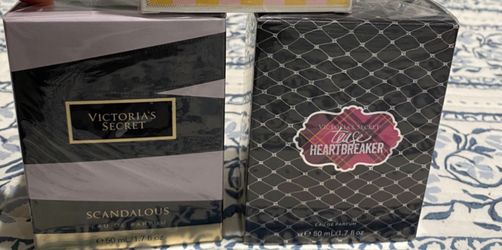 VICTORIA'S
SECRET
SCANDALOUS
EAU DE PARFUM
℮ 50 mL/1.7 fl oz
VICTORIA'S SECRET
tease
HEARTBREAKER
EAU DE PARFUM
℮ 50 mL/1.7 fl oz